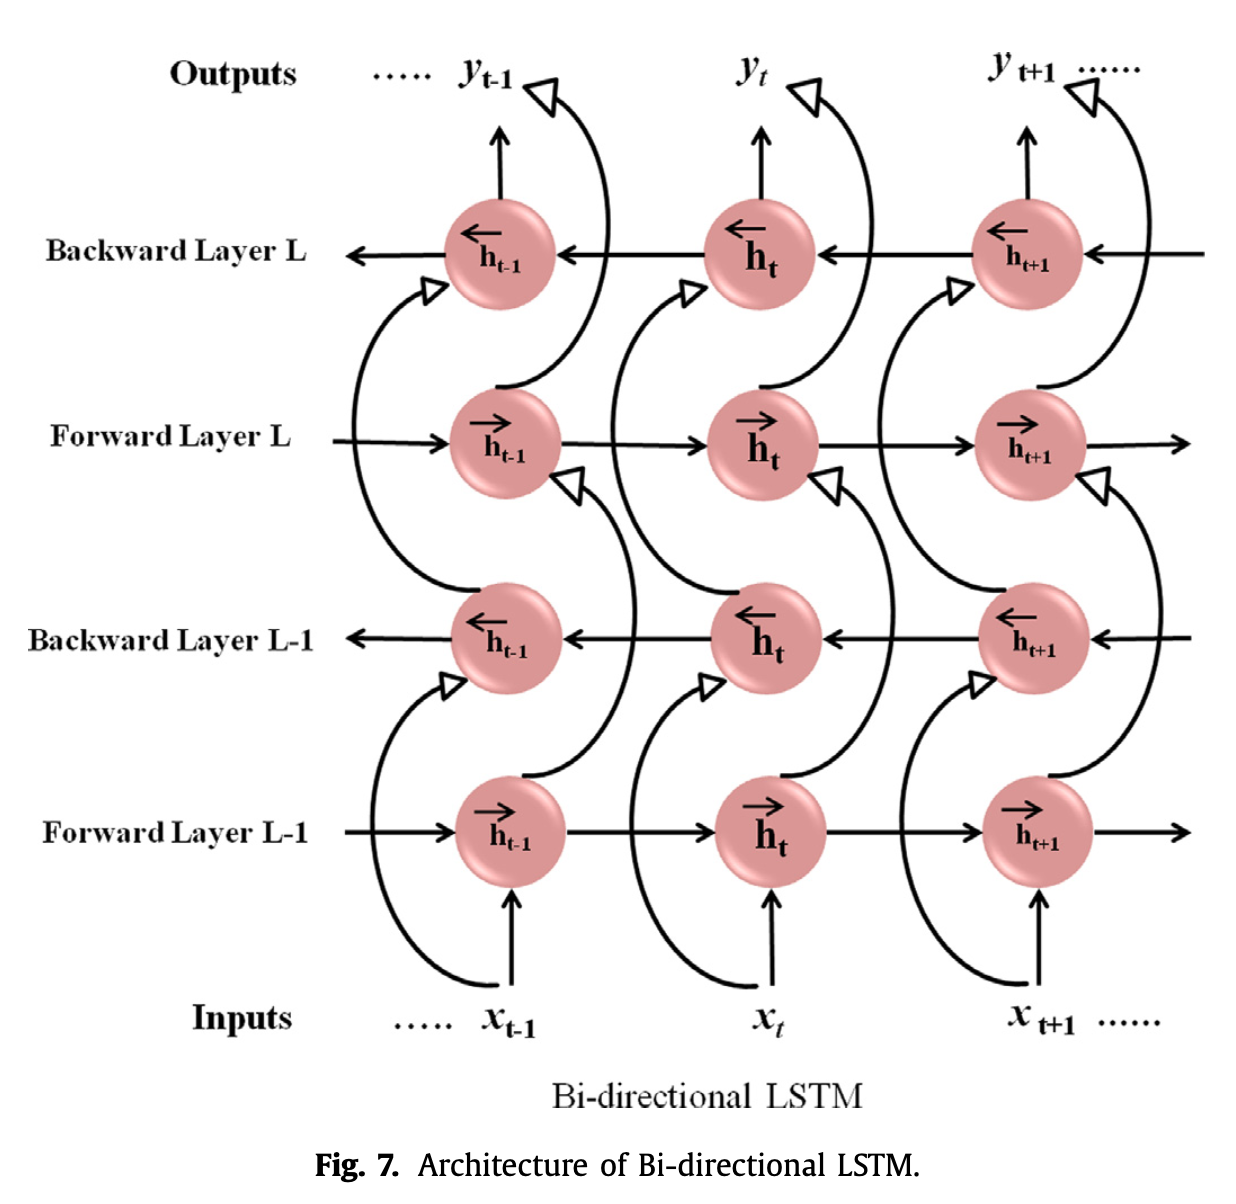 Outputs ..... yt-1 yt y t+1 ......
Backward Layer L ht-1 ht ht+1
Forward Layer L ht-1 ht ht+1
Backward Layer L-1 ht-1 ht ht+1
Forward Layer L-1 ht-1 ht ht+1
Inputs ..... xt-1 xt x t+1 ......
Bi-directional LSTM
Fig. 7. Architecture of Bi-directional LSTM.